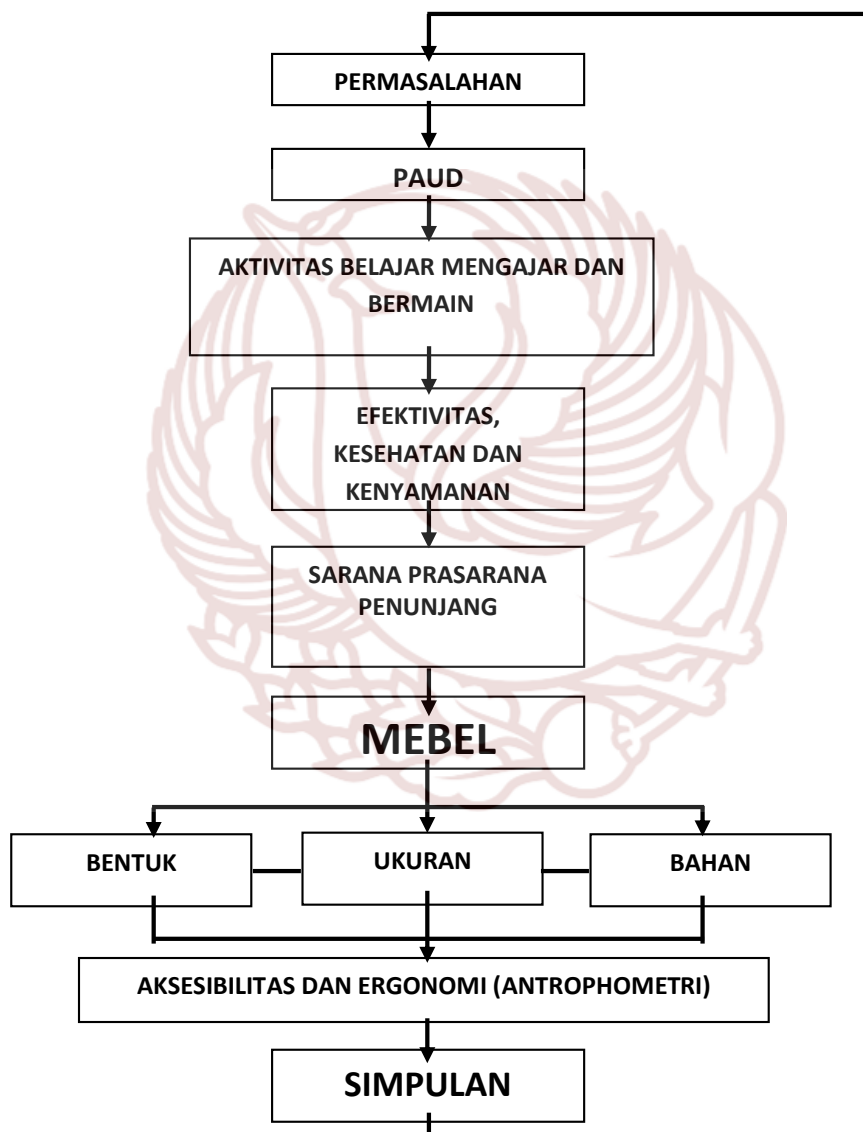 PERMASALAHAN
PAUD
AKTIVITAS BELAJAR MENGAJAR DAN
BERMAIN
EFEKTIVITAS,
KESEHATAN DAN
KENYAMANAN
SARANA PRASARANA
PENUNJANG
MEBEL
BENTUK
UKURAN
BAHAN
AKSESIBILITAS DAN ERGONOMI (ANTROPHOMETRI)
SIMPULAN